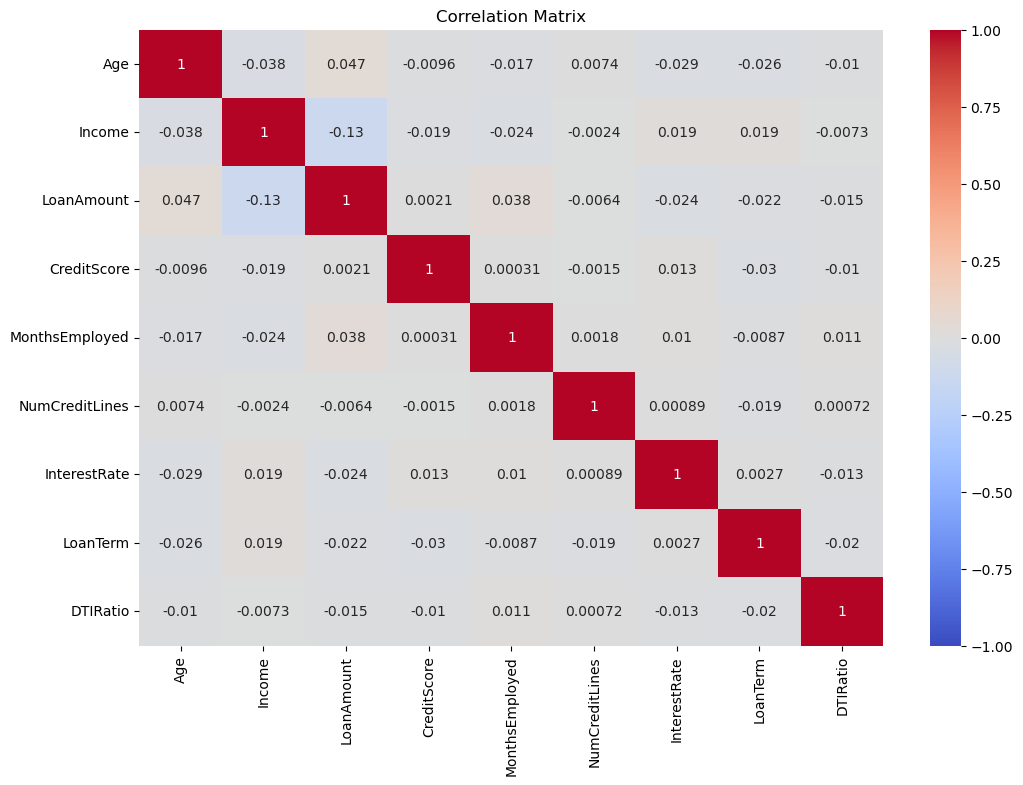 Correlation Matrix
Age 1 -0.038 0.047 -0.0096 -0.017 0.0074 -0.029 -0.026 -0.01
Income -0.038 1 -0.13 -0.019 -0.024 -0.0024 0.019 0.019 -0.0073
LoanAmount 0.047 -0.13 1 0.0021 0.038 -0.0064 -0.024 -0.022 -0.015
CreditScore -0.0096 -0.019 0.0021 1 0.00031 -0.0015 0.013 -0.03 -0.01
MonthsEmployed -0.017 -0.024 0.038 0.00031 1 0.0018 0.01 -0.0087 0.011
NumCreditLines 0.0074 -0.0024 -0.0064 -0.0015 0.0018 1 0.00089 -0.019 0.00072
InterestRate -0.029 0.019 -0.024 0.013 0.01 0.00089 1 0.0027 -0.013
LoanTerm -0.026 0.019 -0.022 -0.03 -0.0087 -0.019 0.0027 1 -0.02
DTIRatio -0.01 -0.0073 -0.015 -0.01 0.011 0.00072 -0.013 -0.02 1
Age
Income
LoanAmount
CreditScore
MonthsEmployed
NumCreditLines
InterestRate
LoanTerm
DTIRatio
1.00
0.75
0.50
0.25
0.00
−0.25
−0.50
−0.75
−1.00